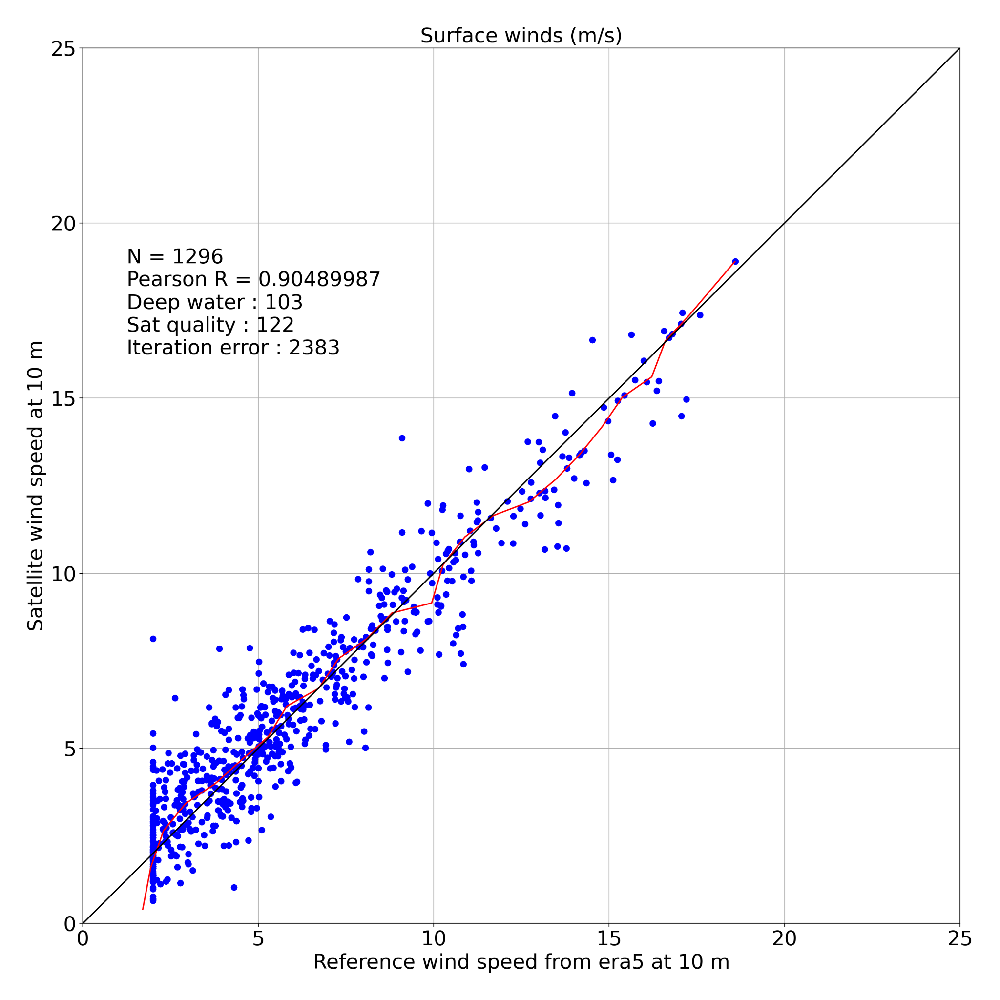 Surface winds (m/s)
25
20
15
10
5
0
N = 1296
Pearson R = 0.90489987
Deep water : 103
Sat quality : 122
Iteration error : 2383
Satellite wind speed at 10 m
0 5 10 15 20 25
Reference wind speed from era5 at 10 m